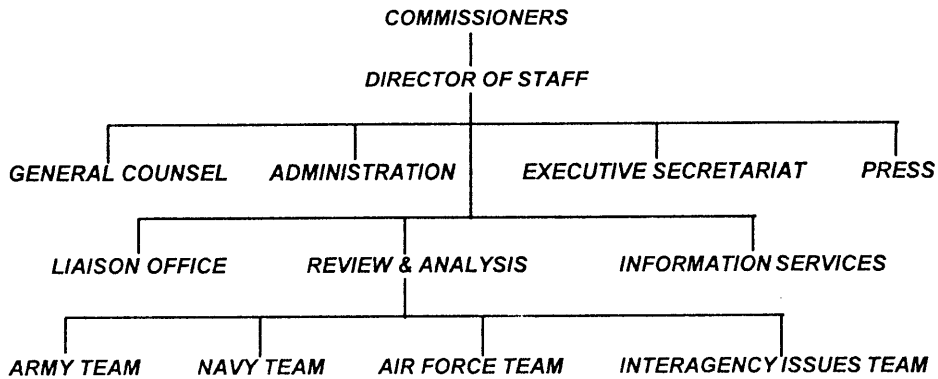 COMMISSIONERS
DIRECTOR OF STAFF
GENERAL COUNSEL ADMINISTRATION EXECUTIVE SECRETARIAT PRESS
LIAISON OFFICE REVIEW & ANALYSIS INFORMATION SERVICES
ARMY TEAM NAVY TEAM AIR FORCE TEAM INTERAGENCY ISSUES TEAM